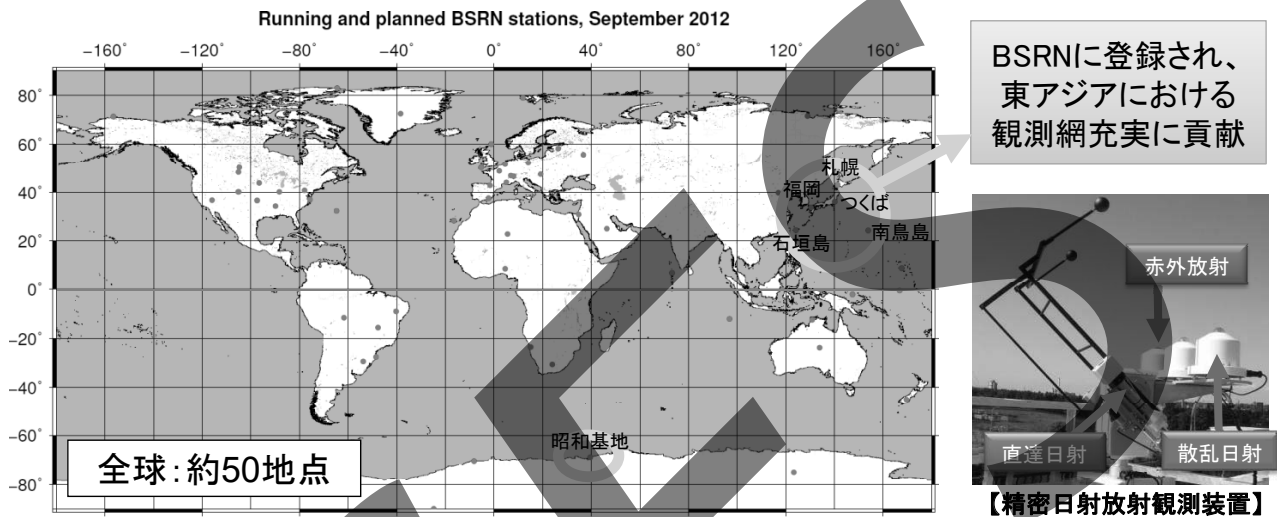 Running and planned BSRN stations, September 2012
−160° −120° −80° −40° 0° 40° 80° 120° 160°
80°
60°
40°
20°
0°
−20°
−40°
−60°
−80°
札幌
福岡
つくば
石垣島
南鳥島
昭和基地
全球：約50地点
BSRNに登録され、
東アジアにおける
観測網充実に貢献
赤外放射
直達日射
散乱日射
【精密日射放射観測装置】